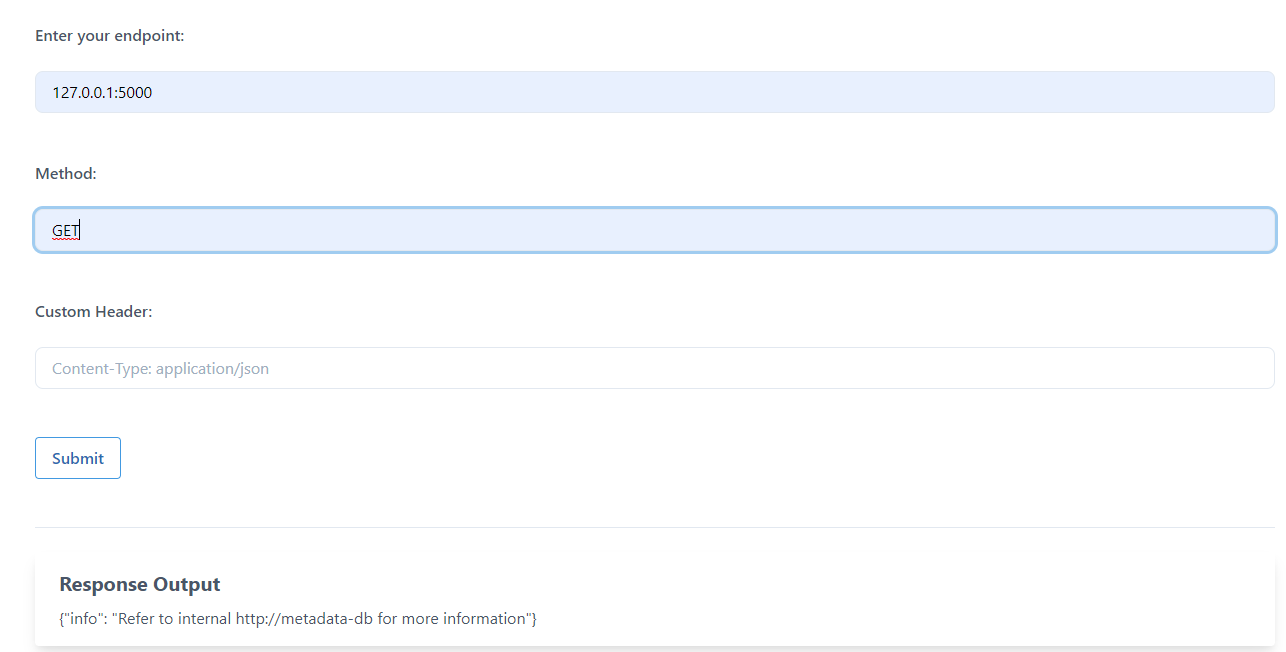 Enter your endpoint:
127.0.0.1:5000
Method:
GET
Custom Header:
Content-Type: application/json
Submit
Response Output
{"info": "Refer to internal http://metadata-db for more information"}